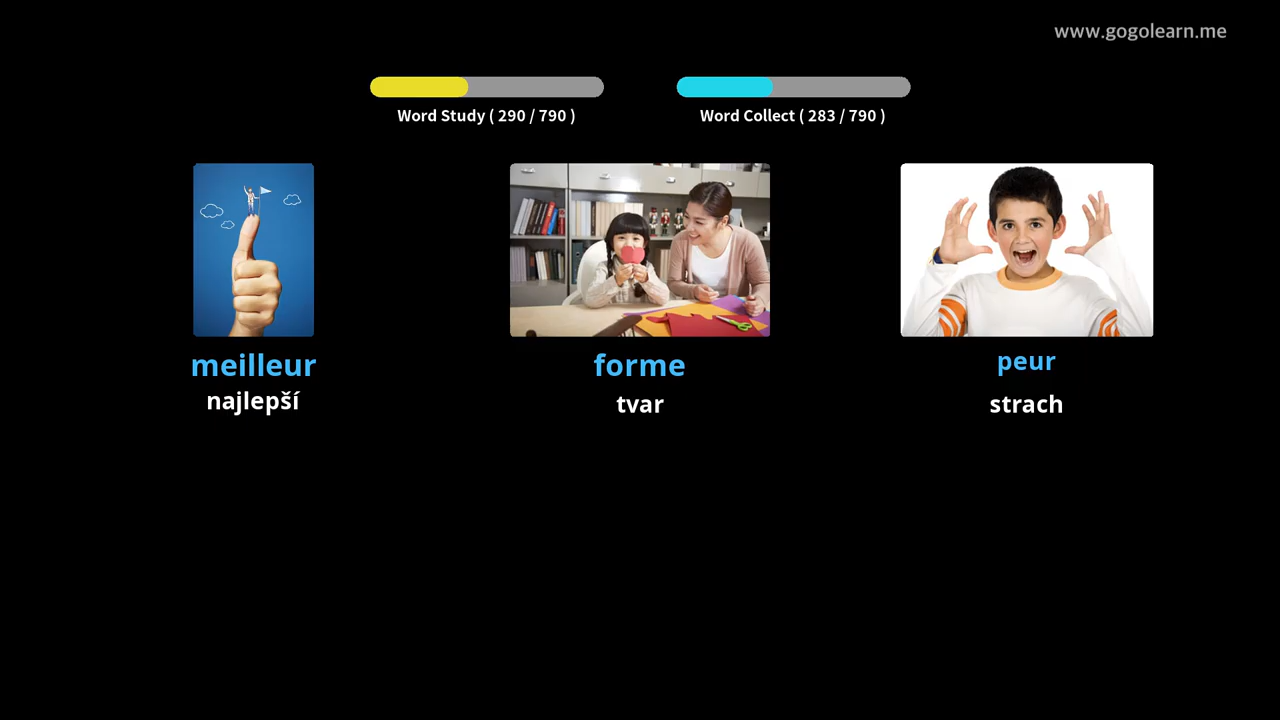 www.gogolearn.me
Word Study ( 290 / 790 )
Word Collect ( 283 / 790 )
meilleur
najlepší
forme
tvar
peur
strach